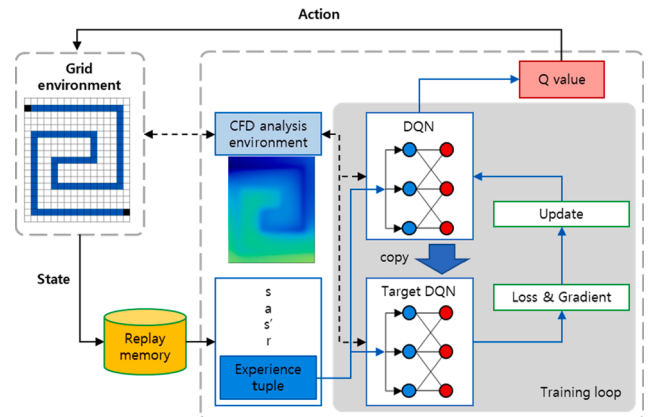 Action
Grid
environment
Q value
CFD analysis
environment
DQN
Update
copy
State
s
a
s'
r
Target DQN
Loss & Gradient
Replay
memory
Experience
tuple
Training loop